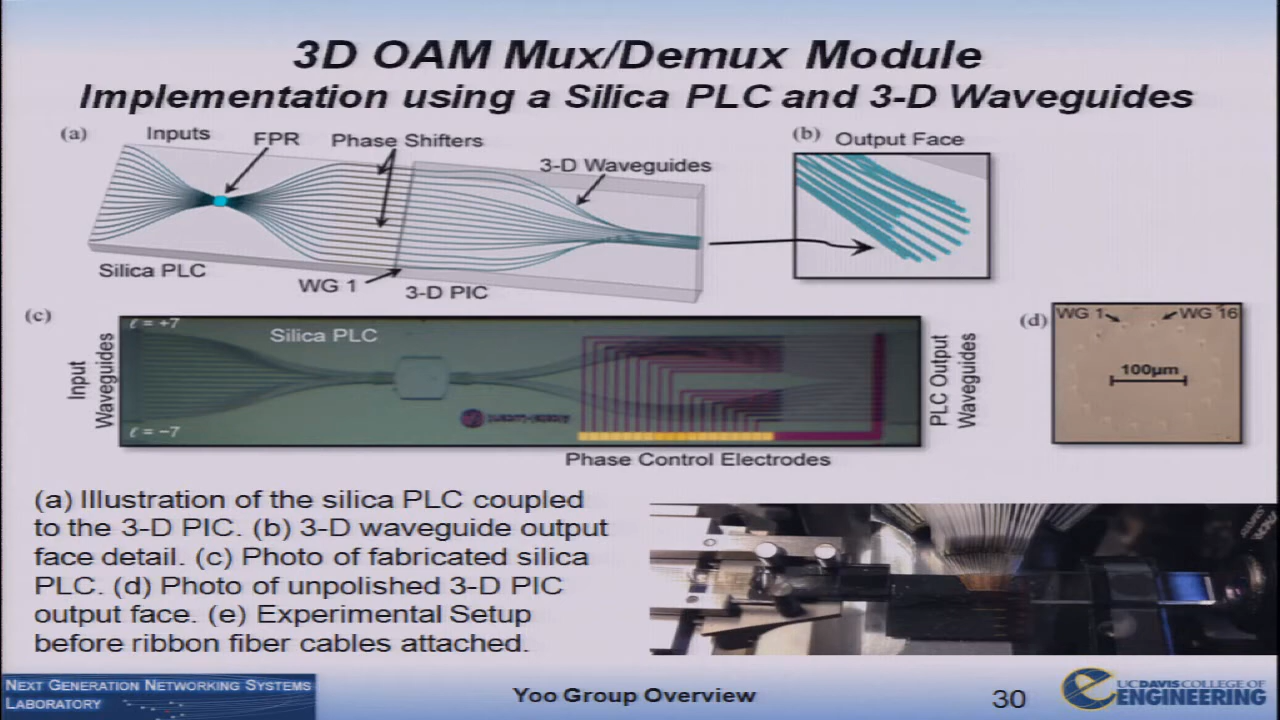 3D OAM Mux/Demux Module
Implementation using a Silica PLC and 3-D Waveguides
(a)
Inputs
FPR
Phase Shifters
3-D Waveguides
Silica PLC
WG 1
3-D PIC
(b)
Output Face
(c)
Input Waveguides
ℓ = +7
Silica PLC
ℓ = −7
PLC Output Waveguides
Phase Control Electrodes
(d)
WG 1
WG 16
100µm
(a) Illustration of the silica PLC coupled
to the 3-D PIC. (b) 3-D waveguide output
face detail. (c) Photo of fabricated silica
PLC. (d) Photo of unpolished 3-D PIC
output face. (e) Experimental Setup
before ribbon fiber cables attached.
NEXT GENERATION NETWORKING SYSTEMS
LABORATORY
Yoo Group Overview
30
UCDAVIS COLLEGE OF
ENGINEERING